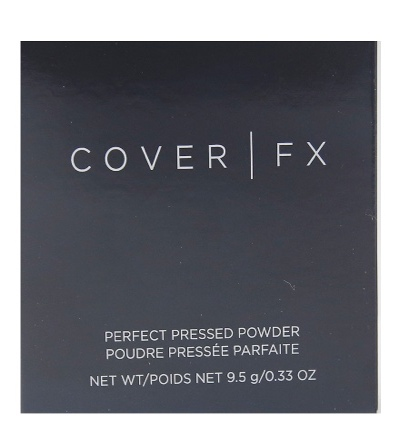 COVER | FX
PERFECT PRESSED POWDER
POUDRE PRESSÉE PARFAITE
NET WT/POIDS NET 9.5 g/0.33 OZ